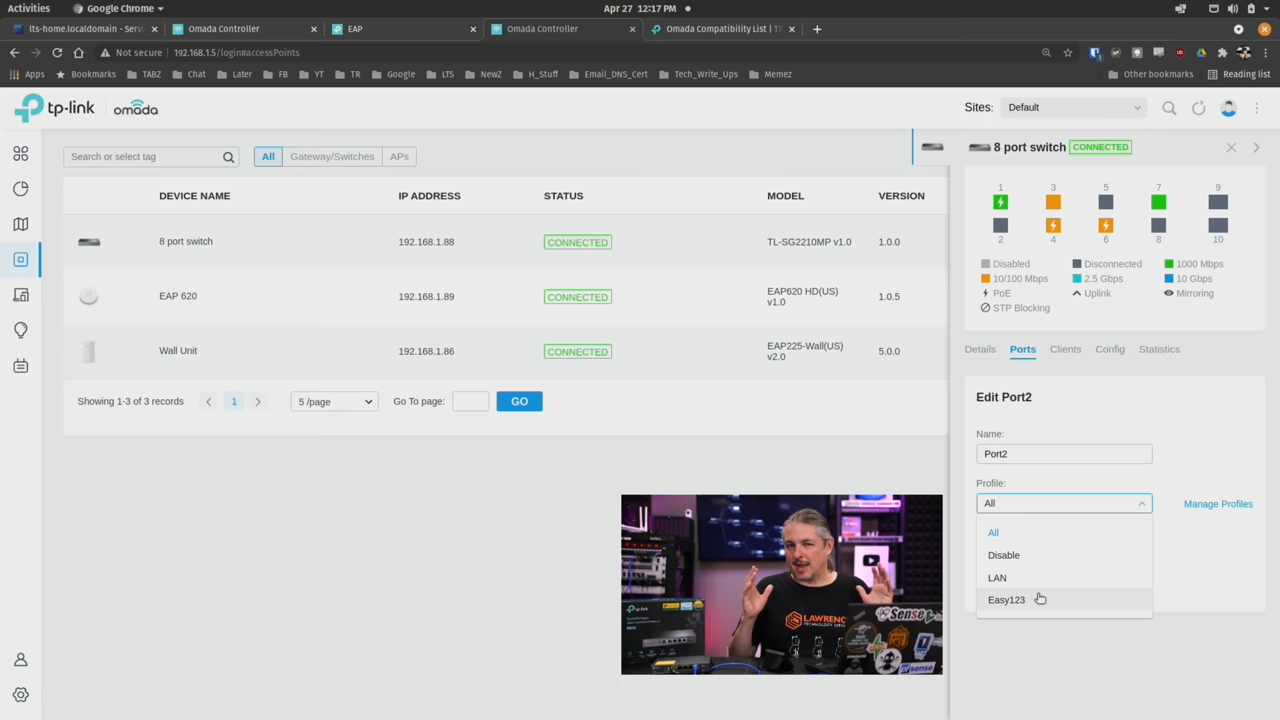 Activities
Google Chrome
Apr 27 12:17 PM
lts-home.localdomain - Servi
Omada Controller
EAP
Omada Controller
Omada Compatibility List | TP
Not secure
192.168.1.5/login#accessPoints
Apps
Bookmarks
TABZ
Chat
Later
FB
YT
TR
Google
LTS
NewZ
H_Stuff
Email_DNS_Cert
Tech_Write_Ups
Memez
Other bookmarks
Reading list
tp-link
omada
Sites:
Default
Search or select tag
All
Gateway/Switches
APs
8 port switch
CONNECTED
DEVICE NAME
IP ADDRESS
STATUS
MODEL
VERSION
8 port switch
192.168.1.88
CONNECTED
TL-SG2210MP v1.0
1.0.0
EAP 620
192.168.1.89
CONNECTED
EAP620 HD(US)
v1.0
1.0.5
Wall Unit
192.168.1.86
CONNECTED
EAP225-Wall(US)
v2.0
5.0.0
Showing 1-3 of 3 records
1
5 /page
Go To page:
GO
1 3 5 7 9
2 4 6 8 10
Disabled
Disconnected
1000 Mbps
10/100 Mbps
2.5 Gbps
10 Gbps
PoE
Uplink
Mirroring
STP Blocking
Details
Ports
Clients
Config
Statistics
Edit Port2
Name:
Port2
Profile:
All
Manage Profiles
All
Disable
LAN
Easy123
tp-link
LAWRENC
Sense